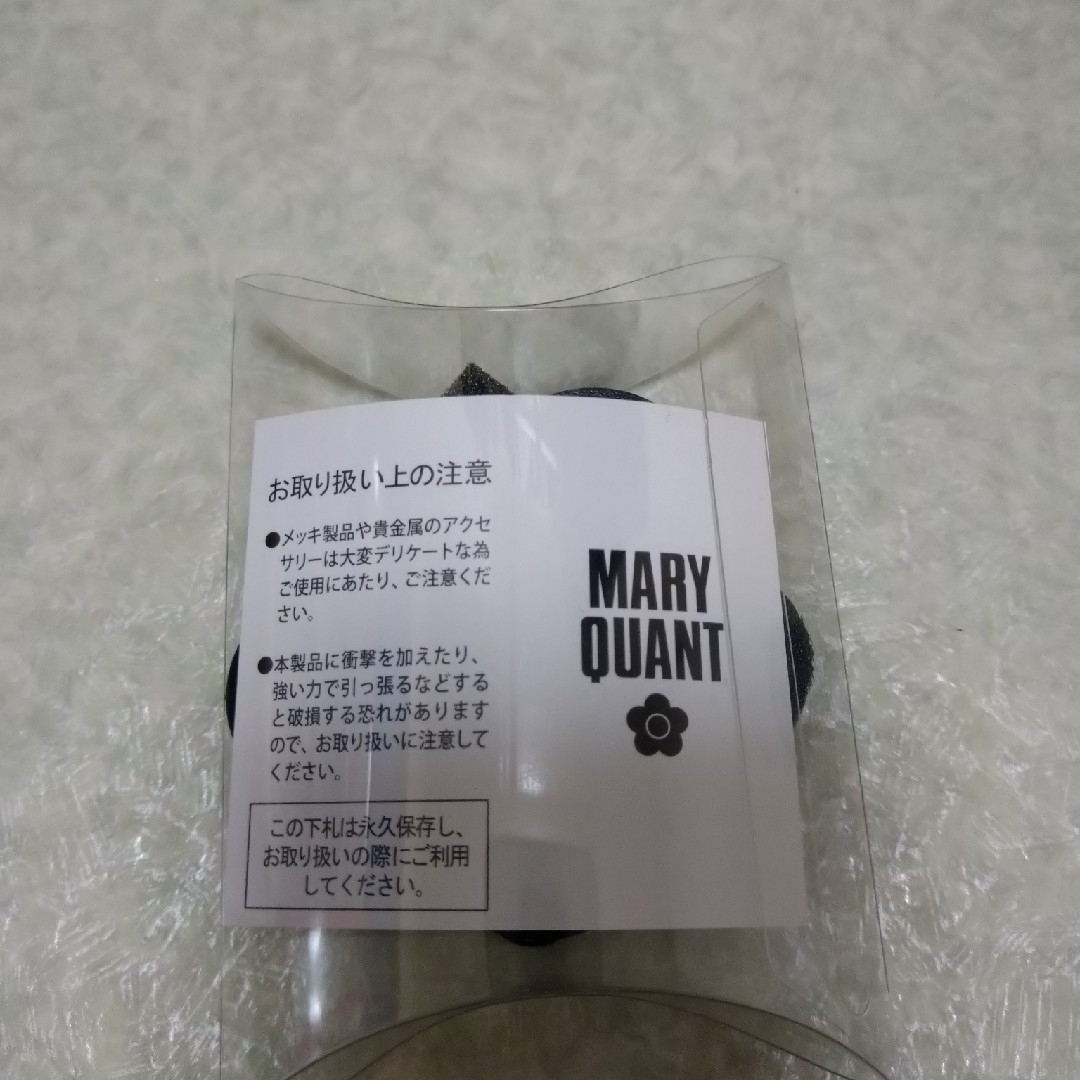 お取り扱い上の注意
●メッキ製品や貴金属のアクセ
サリーは大変デリケートな為
ご使用にあたり、ご注意くだ
さい。
●本製品に衝撃を加えたり、
強い力で引っ張るなどする
と破損する恐れがあります
ので、お取り扱いに注意して
ください。
この下札は永久保存し、
お取り扱いの際にご利用
してください。
MARY
QUANT